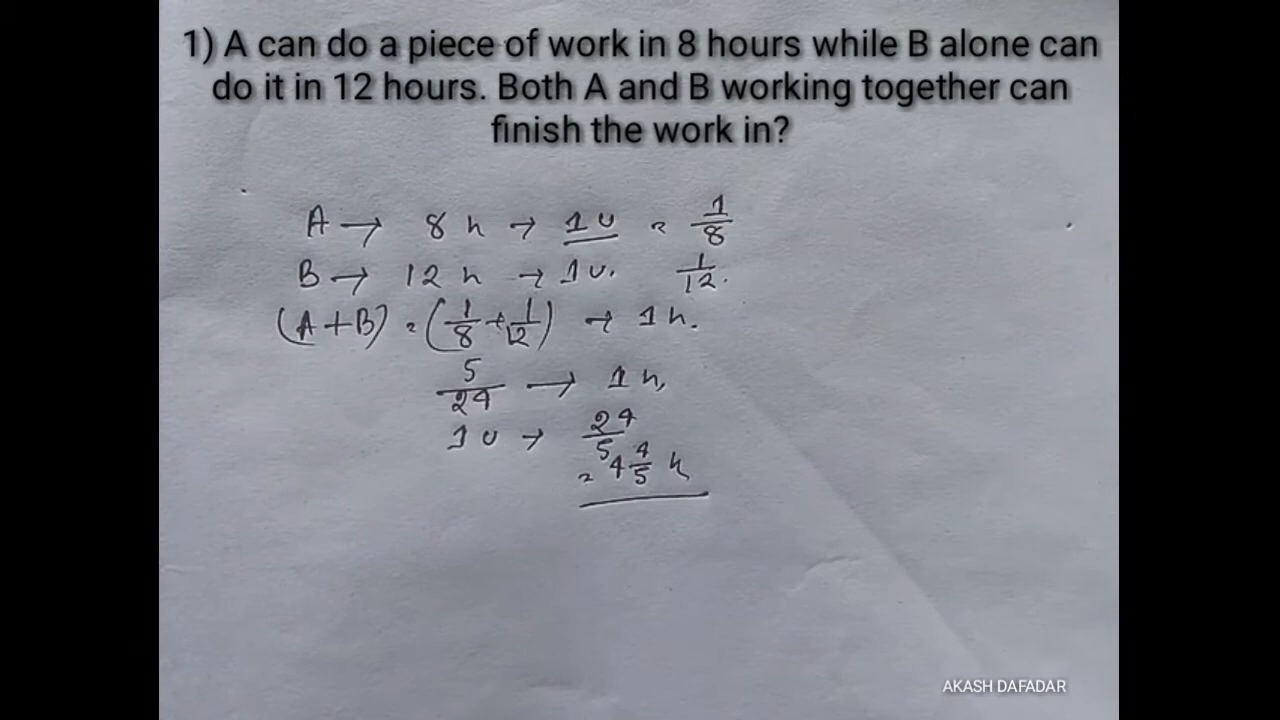 1) A can do a piece of work in 8 hours while B alone can
do it in 12 hours. Both A and B working together can
finish the work in?
A → 8 h → 1 u = 1/8
B → 12 h → 1 u. 1/12.
(A+B) = (1/8 + 1/12) → 1 h.
5/24 → 1 h,
1 u → 24/5
= 4 4/5 h
AKASH DAFADAR